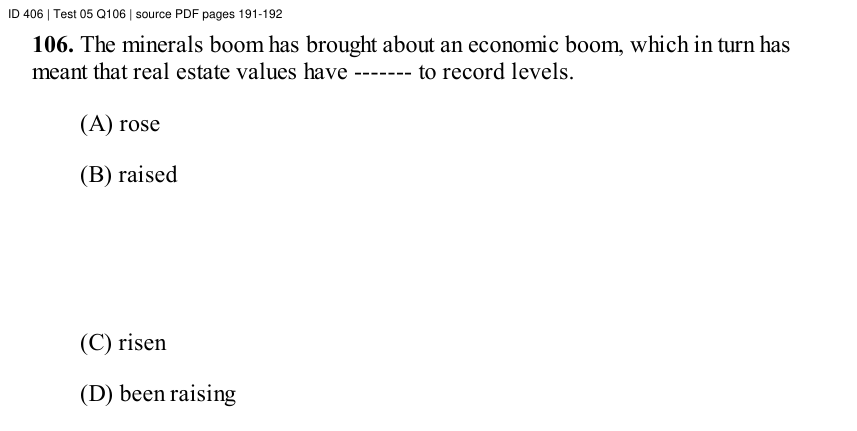 ID 406 | Test 05 Q106 | source PDF pages 191-192
106. The minerals boom has brought about an economic boom, which in turn has
meant that real estate values have ------- to record levels.
(A) rose
(B) raised
(C) risen
(D) been raising